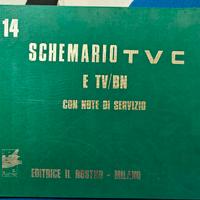 14
SCHEMARIO TVC
E TV/BN
CON NOTE DI SERVIZIO
EDITRICE IL ROSTRO - MILANO